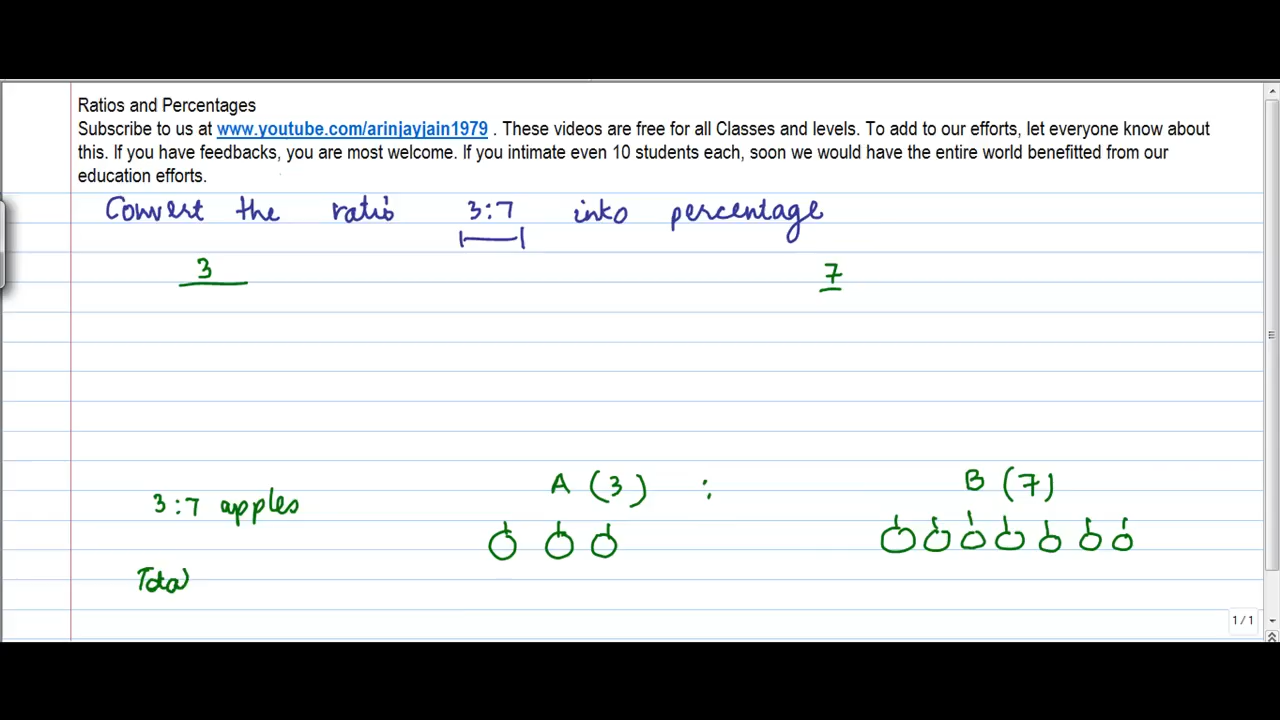 Ratios and Percentages
Subscribe to us at www.youtube.com/arinjayjain1979 . These videos are free for all Classes and levels. To add to our efforts, let everyone know about
this. If you have feedbacks, you are most welcome. If you intimate even 10 students each, soon we would have the entire world benefitted from our
education efforts.
Convert the ratio 3:7 into percentage
3 7
A (3) : B (7)
3:7 apples
Total
1 / 1